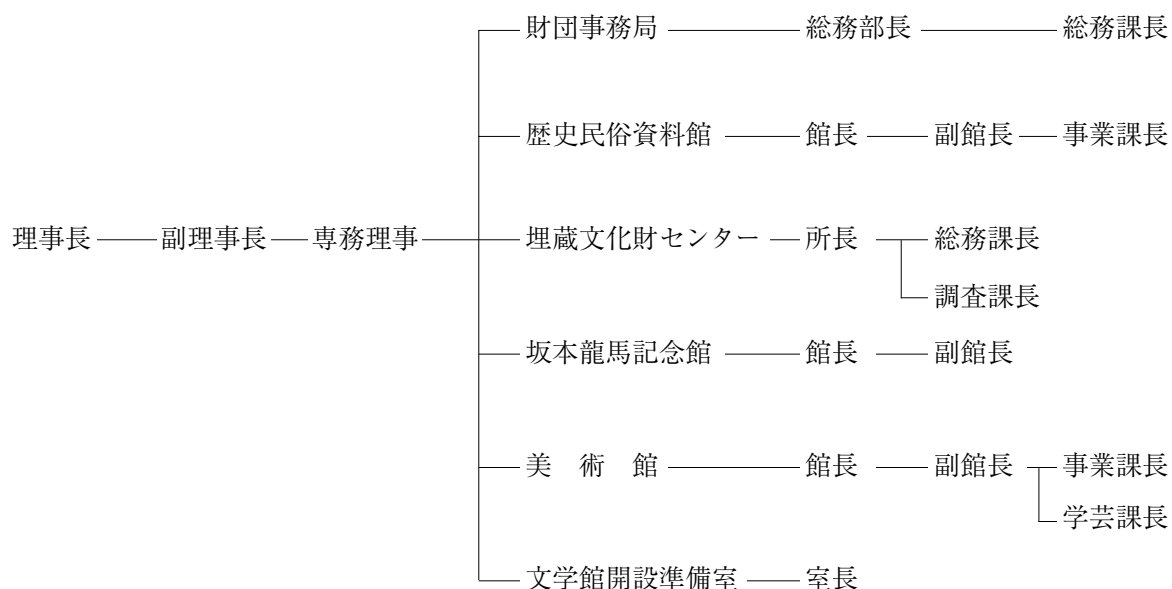 財団事務局 総務部長 総務課長
歴史民俗資料館 館長 副館長 事業課長
理事長 副理事長 専務理事 埋蔵文化財センター 所長 総務課長
調査課長
坂本龍馬記念館 館長 副館長
美術館 館長 副館長 事業課長
学芸課長
文学館開設準備室 室長